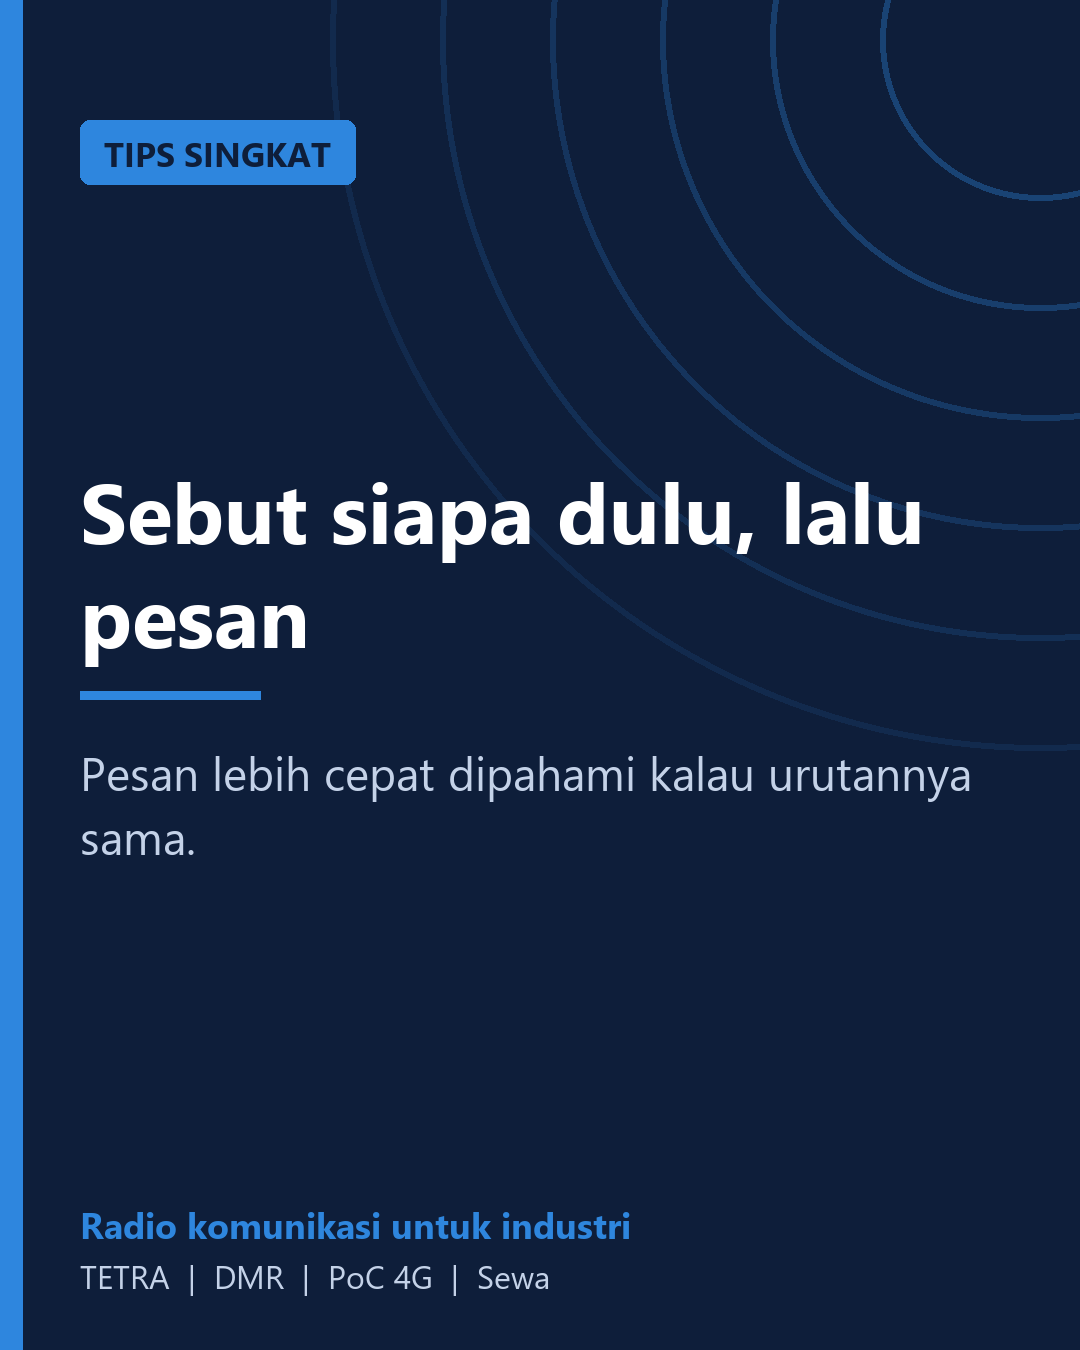 TIPS SINGKAT
Sebut siapa dulu, lalu
pesan
Pesan lebih cepat dipahami kalau urutannya
sama.
Radio komunikasi untuk industri
TETRA | DMR | PoC 4G | Sewa